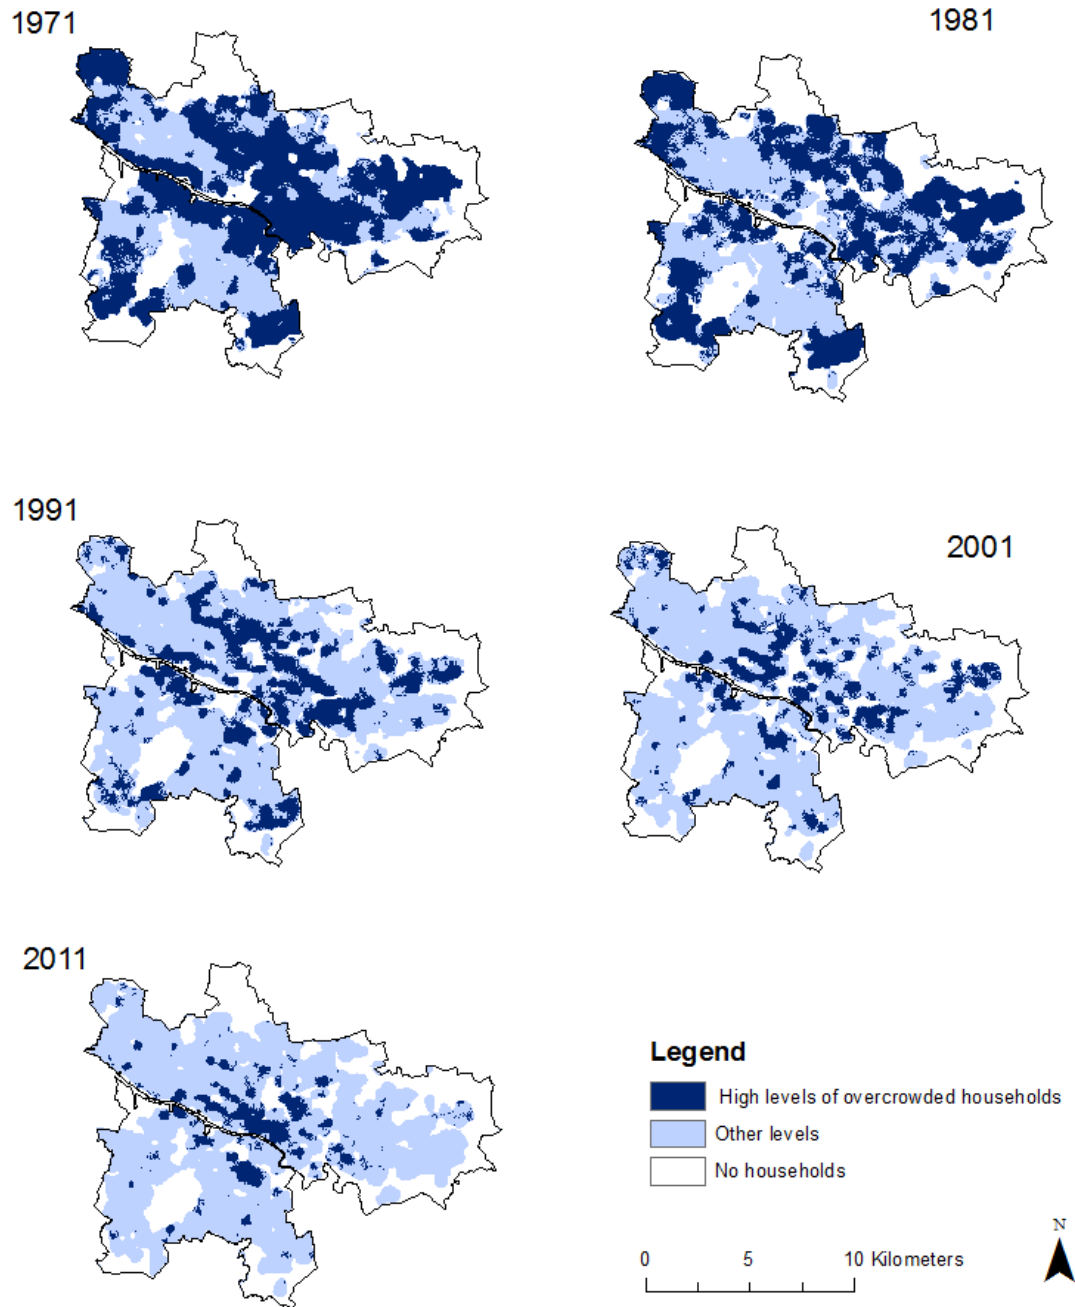 1971
1981
1991
2001
2011
Legend
High levels of overcrowded households
Other levels
No households
0 5 10 Kilometers
N